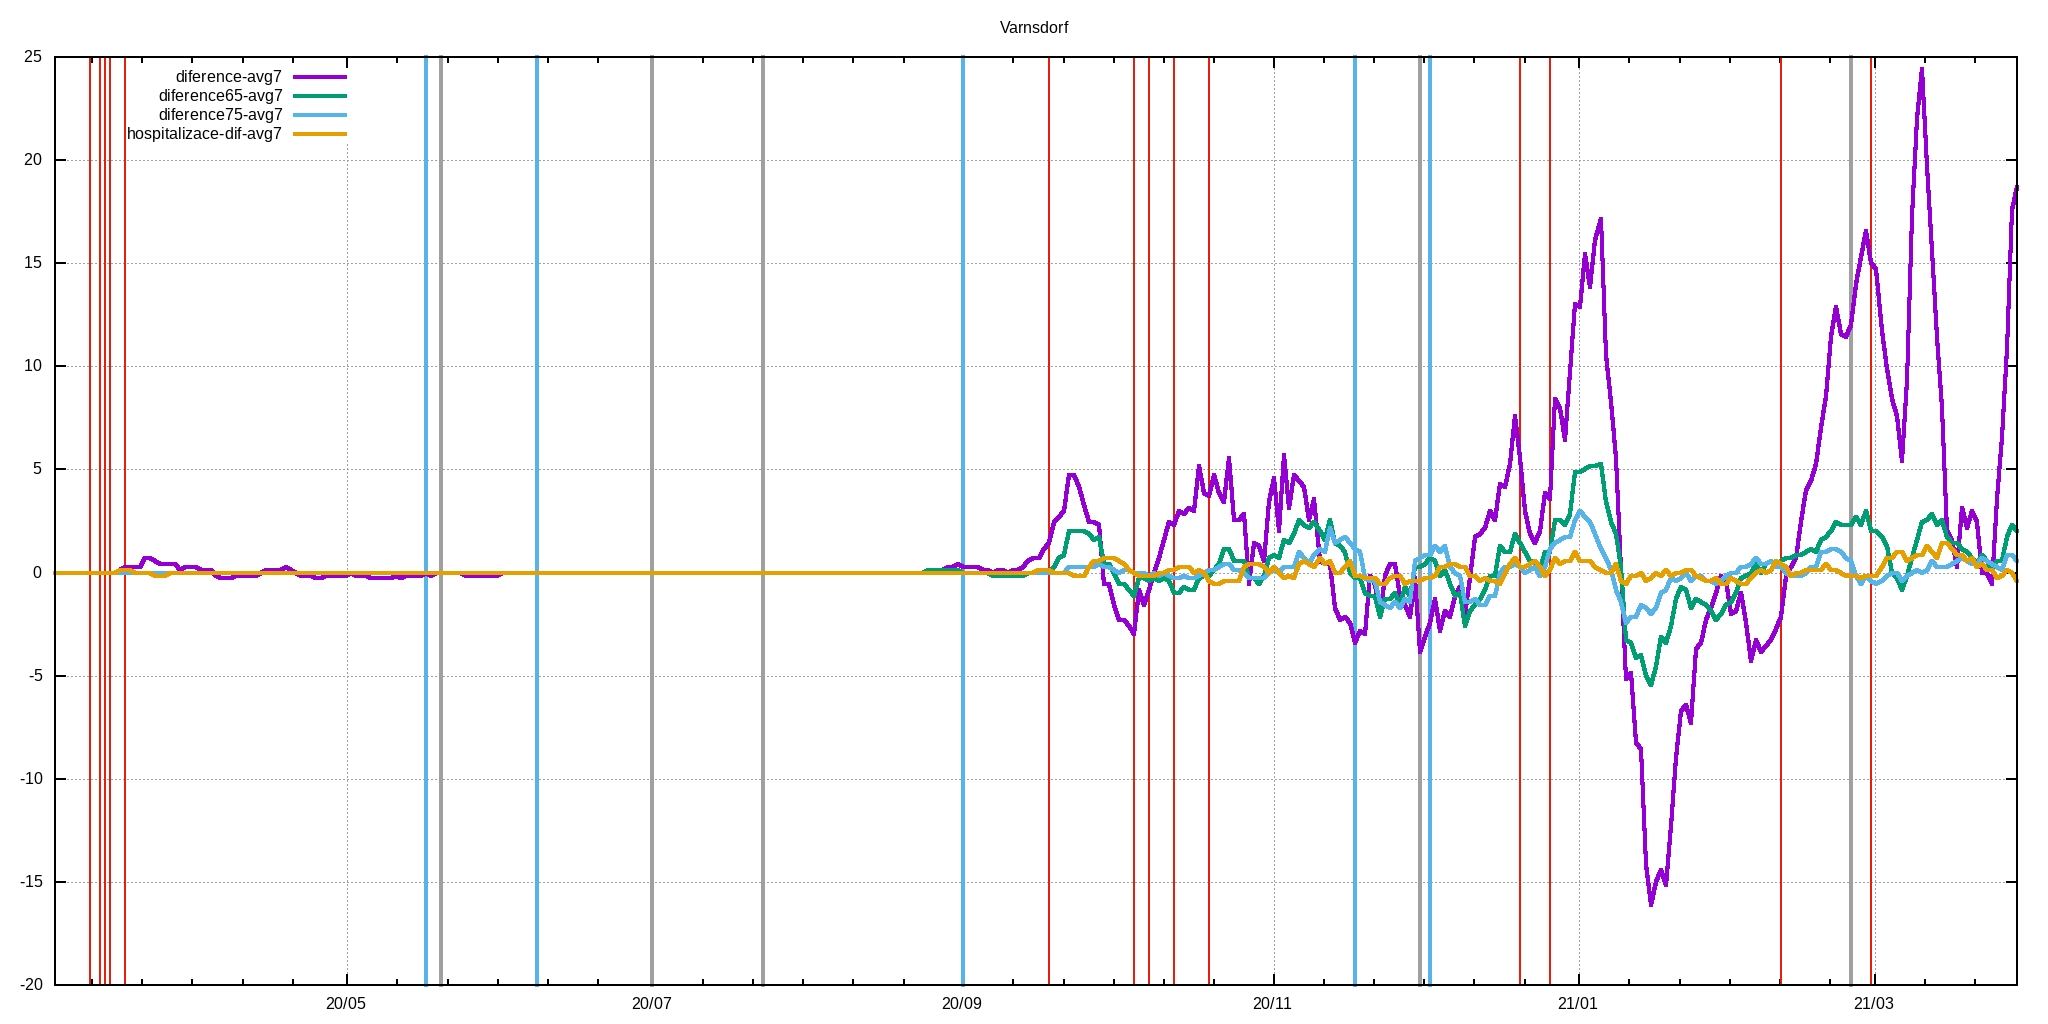 Varnsdorf
25
diference-avg7
diference65-avg7
diference75-avg7
hospitalizace-dif-avg7
20
15
10
5
0
-5
-10
-15
-20
20/05 20/07 20/09 20/11 21/01 21/03